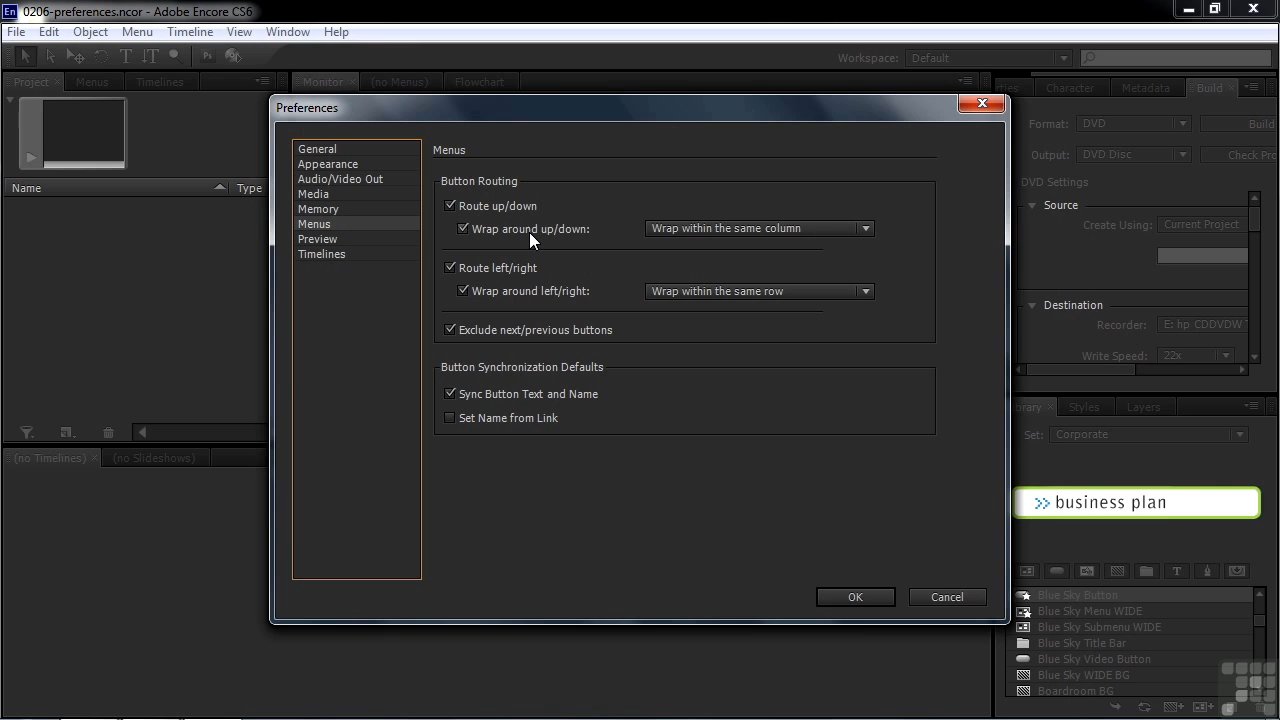 En 0206-preferences.ncor - Adobe Encore CS6
File Edit Object Menu Timeline View Window Help
Workspace: Default
Project Menus Timelines Monitor (no Menus) Flowchart Character Metadata Build
Preferences
Format: DVD Build
Output: DVD Disc Check Pro
DVD Settings
Name Type
Source
Create Using: Current
Destination
Recorder: E: hp CDDVDW
Write Speed: 22x
General
Appearance
Audio/Video Out
Media
Memory
Menus
Preview
Timelines
Menus
Button Routing
Route up/down
Wrap around up/down: Wrap within the same column
Route left/right
Wrap around left/right: Wrap within the same row
Exclude next/previous buttons
Button Synchronization Defaults
Sync Button Text and Name
Set Name from Link
OK Cancel
(no Timelines) (no Slideshows)
Styles Layers
Set: Corporate
>> business plan
Blue Sky Button
Blue Sky Menu WIDE
Blue Sky Submenu WIDE
Blue Sky Title Bar
Blue Sky Video Button
Blue Sky WIDE BG
Boardroom BG